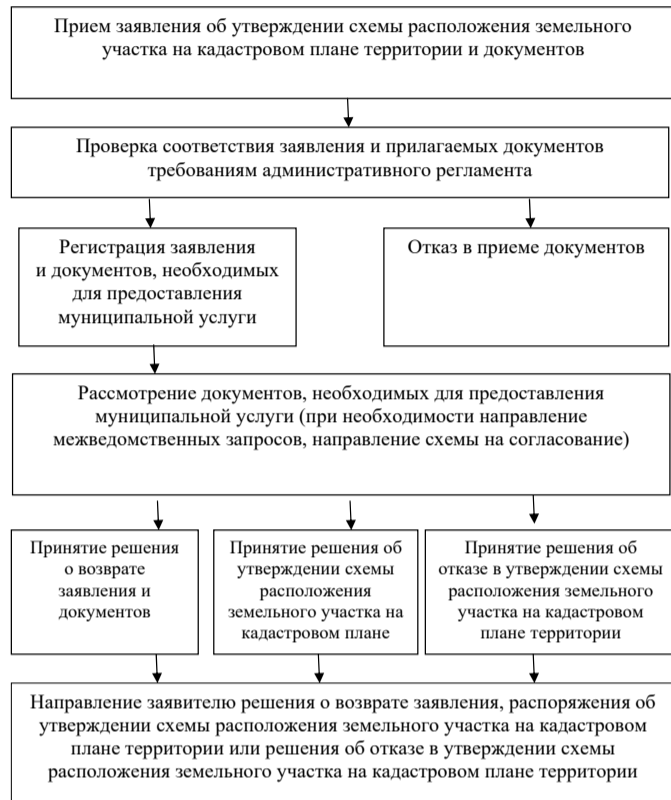 Прием заявления об утверждении схемы расположения земельного
участка на кадастровом плане территории и документов
Проверка соответствия заявления и прилагаемых документов
требованиям административного регламента
Регистрация заявления
и документов, необходимых
для предоставления
муниципальной услуги
Отказ в приеме документов
Рассмотрение документов, необходимых для предоставления
муниципальной услуги (при необходимости направление
межведомственных запросов, направление схемы на согласование)
Принятие решения
о возврате
заявления и
документов
Принятие решения об
утверждении схемы
расположения
земельного участка на
кадастровом плане
Принятие решения об
отказе в утверждении схемы
расположения земельного
участка на кадастровом
плане территории
Направление заявителю решения о возврате заявления, распоряжения об
утверждении схемы расположения земельного участка на кадастровом
плане территории или решения об отказе в утверждении схемы
расположения земельного участка на кадастровом плане территории